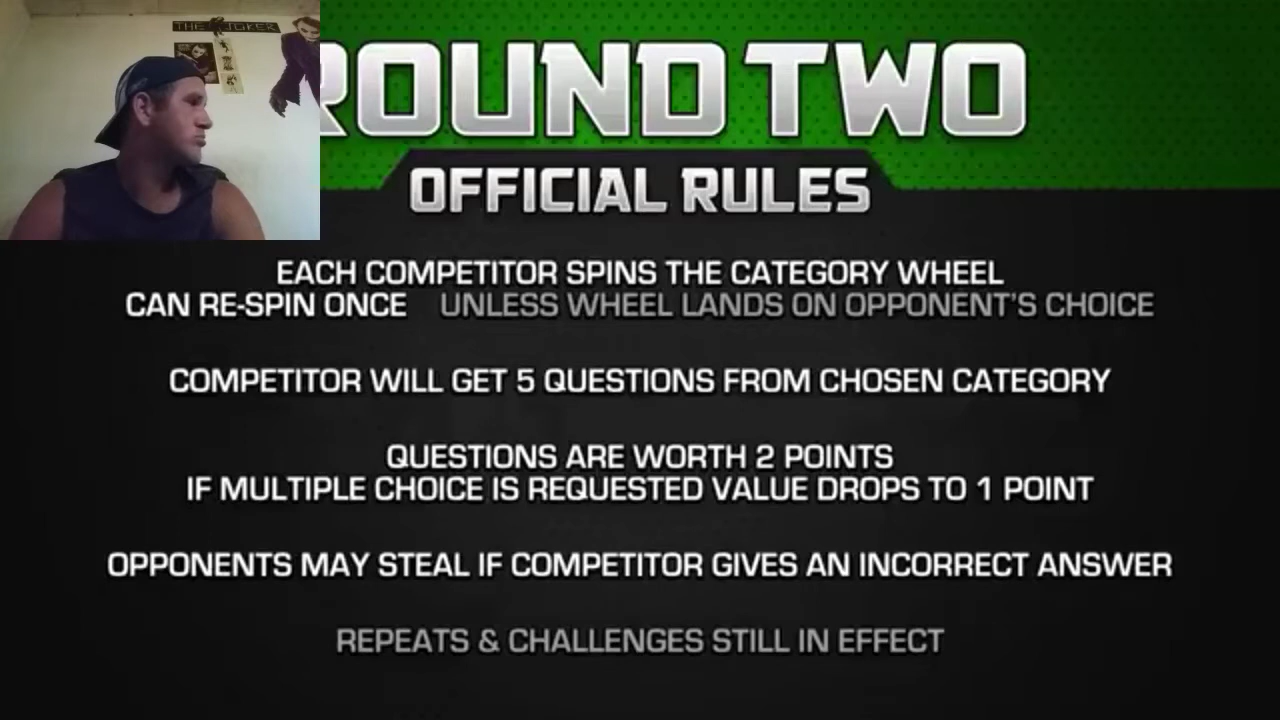 THE JOKER
ROUND TWO
OFFICIAL RULES
EACH COMPETITOR SPINS THE CATEGORY WHEEL
CAN RE-SPIN ONCE UNLESS WHEEL LANDS ON OPPONENT'S CHOICE
COMPETITOR WILL GET 5 QUESTIONS FROM CHOSEN CATEGORY
QUESTIONS ARE WORTH 2 POINTS
IF MULTIPLE CHOICE IS REQUESTED VALUE DROPS TO 1 POINT
OPPONENTS MAY STEAL IF COMPETITOR GIVES AN INCORRECT ANSWER
REPEATS & CHALLENGES STILL IN EFFECT